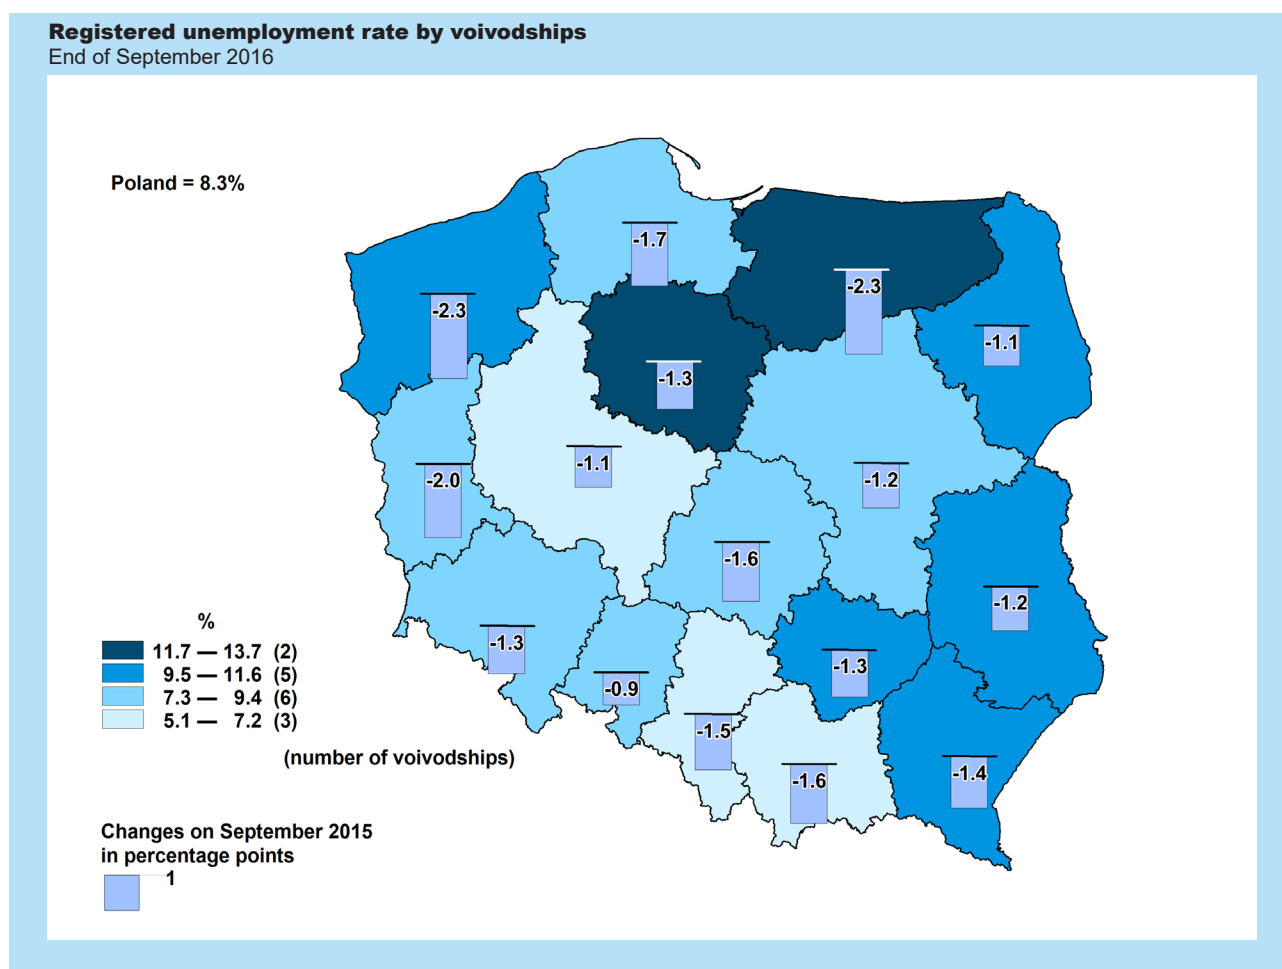 Registered unemployment rate by voivodships
End of September 2016
Poland = 8.3%
-1.7
-2.3
-2.3
-1.1
-1.3
-1.1
-2.0
-1.2
-1.6
-1.2
-1.3
-1.3
-0.9
-1.5
-1.6
-1.4
%
11.7 — 13.7 (2)
9.5 — 11.6 (5)
7.3 — 9.4 (6)
5.1 — 7.2 (3)
(number of voivodships)
Changes on September 2015
in percentage points
1